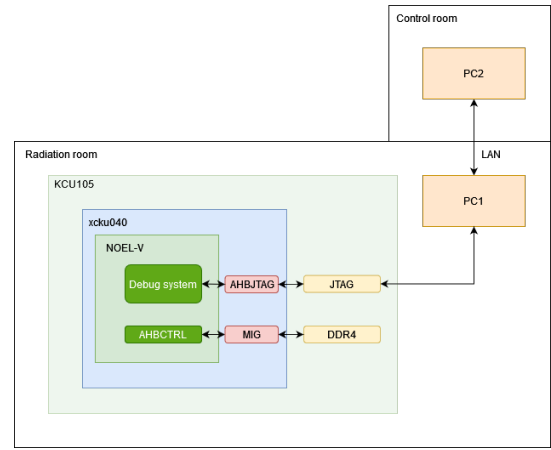 Control room
PC2
LAN
Radiation room
KCU105
PC1
xcku040
NOEL-V
Debug system
AHBJTAG
JTAG
AHBCTRL
MIG
DDR4